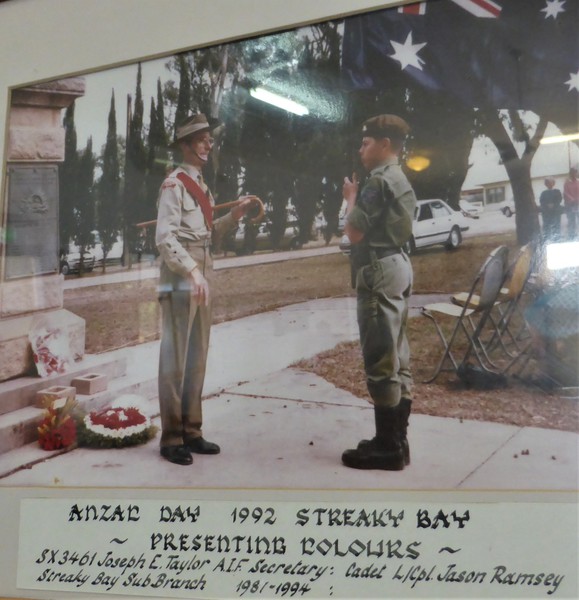 ANZAC DAY 1992 STREAKY BAY
~ PRESENTING COLOURS ~
SX3461 Joseph E. Taylor A.I.F. Secretary: Cadet L/Cpl. Jason Ramsey
Streaky Bay Sub Branch 1981-1994 :